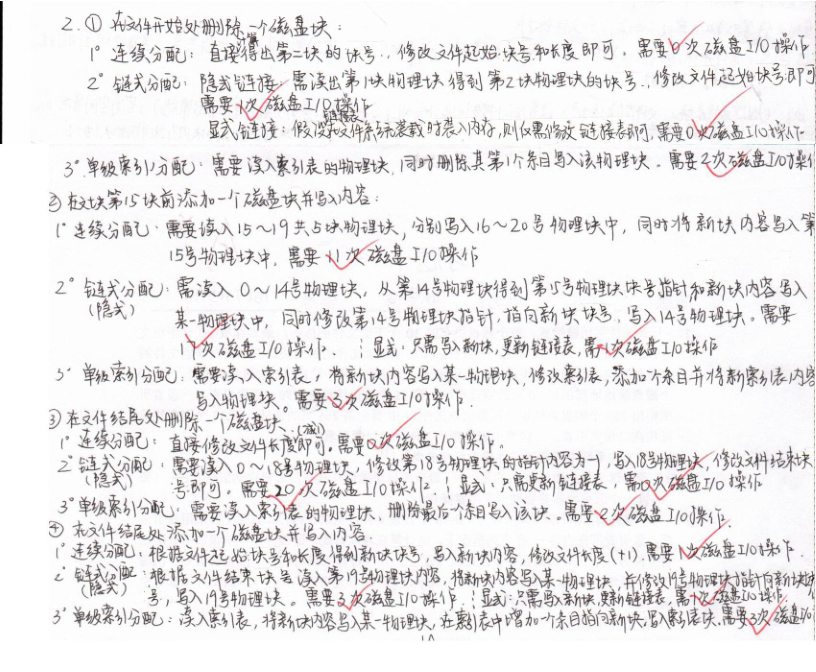 2. ① 在文件开始处删除一个磁盘块：
1° 连续分配：直接得出第二块的块号，修改文件起始块号和长度即可，需要0次磁盘I/O操作
2° 链式分配：隐式链接：需读出第1块物理块得到第2块物理块的块号，修改文件起始块号即可
需要1次磁盘I/O操作
显式链接：假设文件系统装载时链接表装入内存，则仅需修改链接表即可，需要0次磁盘I/O操作
3° 单级索引分配：需要读入索引表的物理块，同时删除其第1个条目写入该物理块。需要2次磁盘I/O操作
② 在文块第15块前添加一个磁盘块并写入内容：
1° 连续分配：需要读入15～19共5块物理块，分别写入16～20号物理块中，同时将新块内容写入第
15号物理块中，需要11次磁盘I/O操作
2° 链式分配：需读入0～14号物理块，从第14号物理块得到第15号物理块块号指针和新块内容写入
(隐式) 某一物理块中，同时修改第14号物理块指针，指向新块块号，写入14号物理块。需要
17次磁盘I/O操作. ¦ 显式：只需写入新块，更新链接表，需1次磁盘I/O操作
3° 单级索引分配：需要读入索引表，将新块内容写入某一物理块，修改索引表，添加一个条目并将新索引表内容
写入物理块。需要3次磁盘I/O操作.
③ 在文件结尾处删除一个磁盘块.
1° 连续分配：直接修改文件长度(减1)即可。需要0次磁盘I/O操作。
2° 链式分配：需要读入0～18号物理块，修改第18号物理块的指针内容为-1，写入18号物理块，修改文件结束块
(隐式) 号即可。需要20次磁盘I/O操作. ¦ 显式：只需更新链接表，需0次磁盘I/O操作
3° 单级索引分配：需要读入索引表的物理块，删除最后一个条目写入该块。需要2次磁盘I/O操作.
④ 在文件结尾处添加一个磁盘块并写入内容.
1° 连续分配：根据文件起始块号和长度得到新块块号，写入新块内容，修改文件长度(+1).需要1次磁盘I/O操作.
2° 链式分配：根据文件结束块号读入第19号物理块内容，将新块内容写入某一物理块，并修改19号物理块指针向新块块
(隐式) 号，写入19号物理块。需要3次磁盘I/O操作. ¦ 显式：只需写入新块，更新链接表，需1次磁盘I/O操作.
3° 单级索引分配：读入索引表，将新块内容写入某一物理块，在索引表中增加一个条目指向新块，写入索引表块.需要3次磁盘I/O